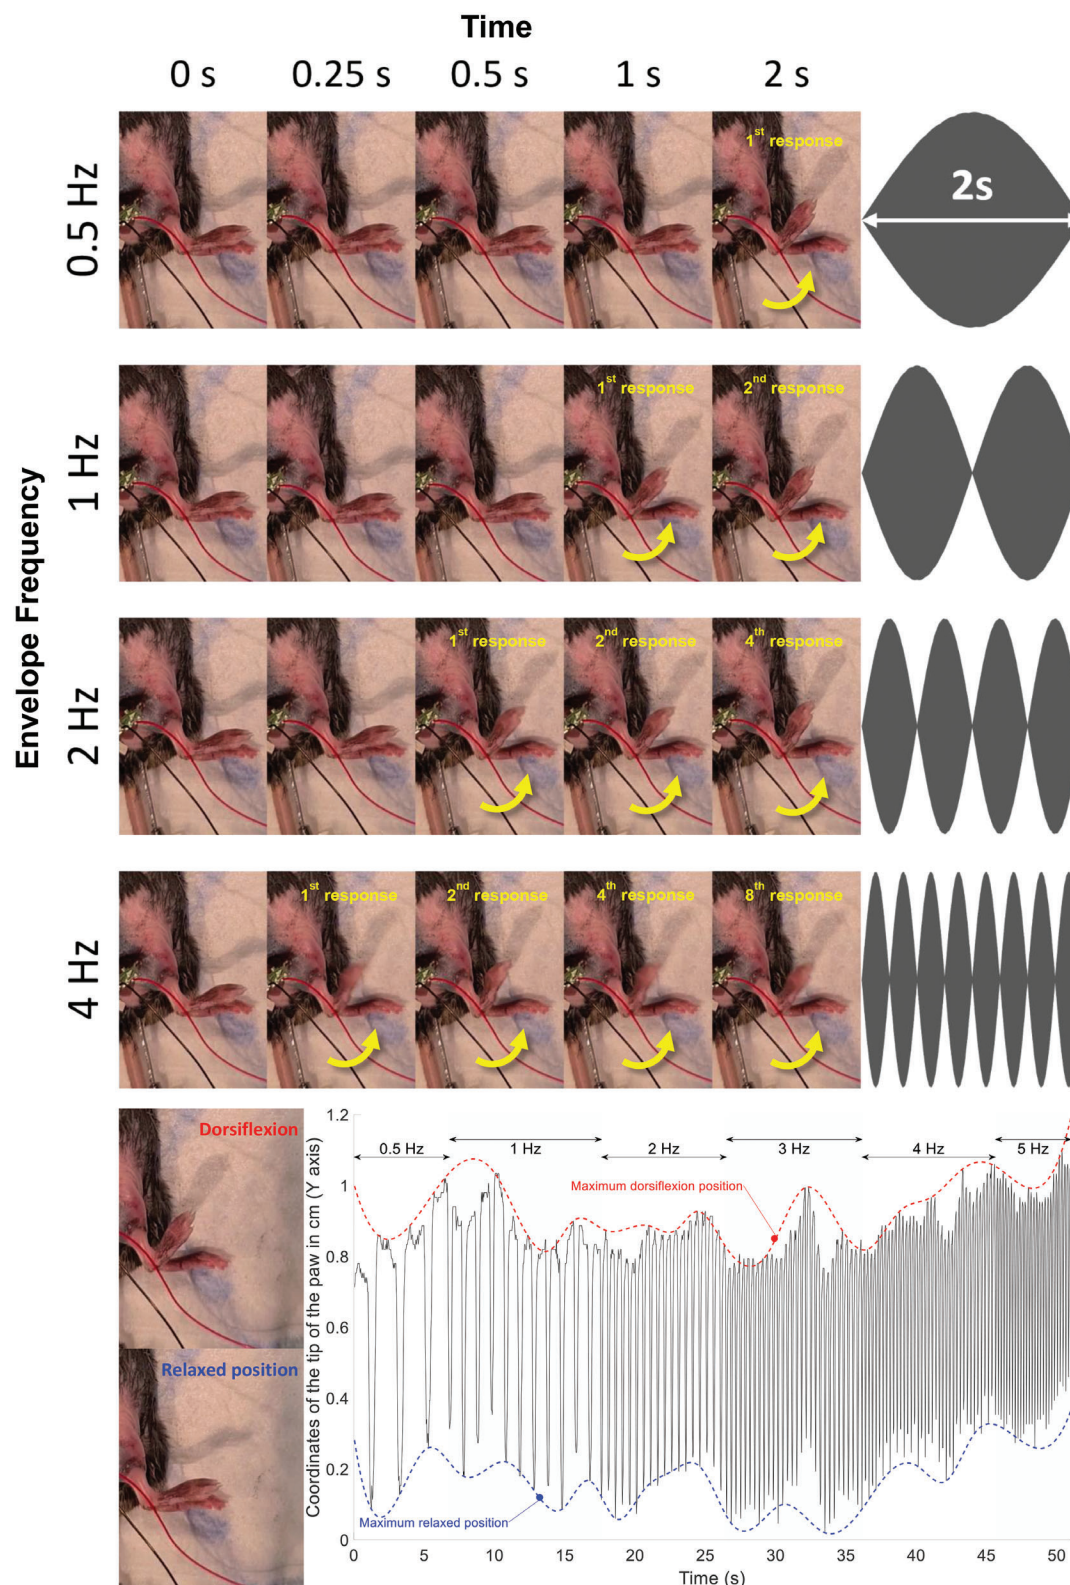 Time
0 s 0.25 s 0.5 s 1 s 2 s
Envelope Frequency
0.5 Hz
1st response
2s
1 Hz
1st response 2nd response
2 Hz
1st response 2nd response 4th response
4 Hz
1st response 2nd response 4th response 8th response
Dorsiflexion
Relaxed position
Coordinates of the tip of the paw in cm (Y axis)
1.2
1
0.8
0.6
0.4
0.2
0
0.5 Hz 1 Hz 2 Hz 3 Hz 4 Hz 5 Hz
Maximum dorsiflexion position
Maximum relaxed position
0 5 10 15 20 25 30 35 40 45 50
Time (s)